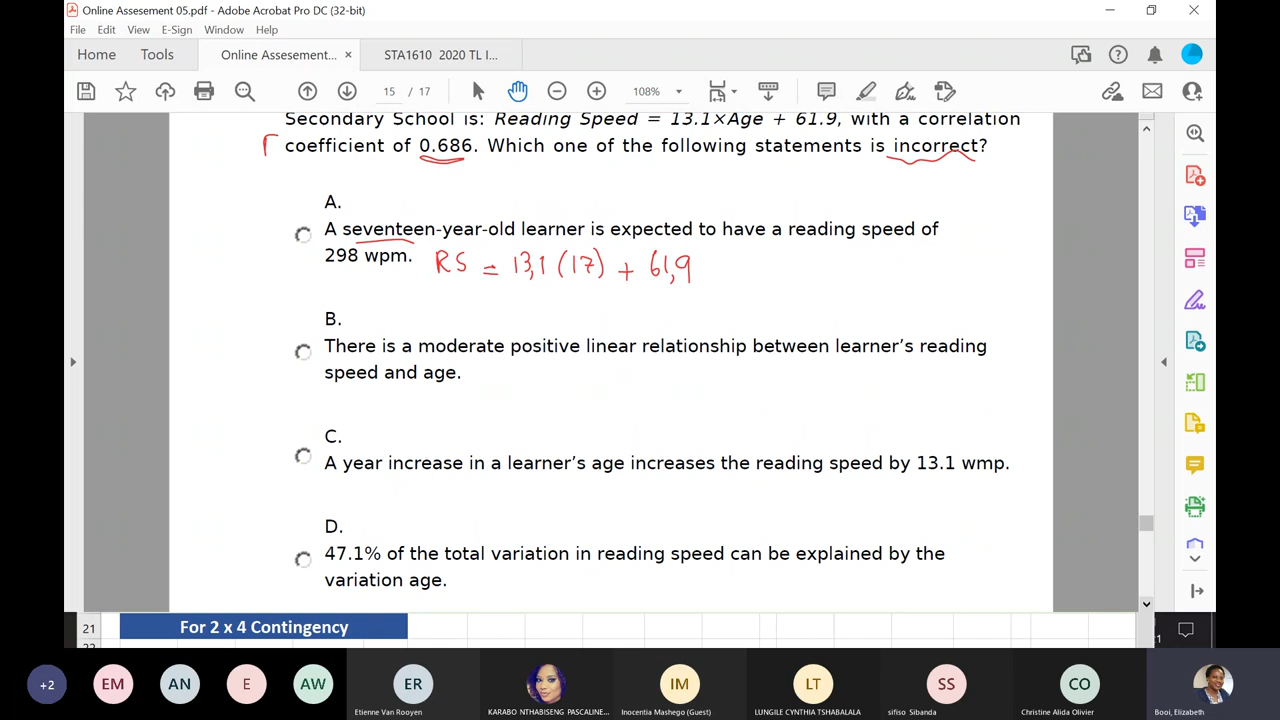 Online Assesment 05.pdf - Adobe Acrobat Pro DC (32-bit)
File Edit View E-Sign Window Help
Home Tools Online Assesment... × STA1610 2020 TL I...
15 / 17 108%
Secondary School is: Reading Speed = 13.1×Age + 61.9, with a correlation
r coefficient of 0.686. Which one of the following statements is incorrect?
A.
A seventeen-year-old learner is expected to have a reading speed of
298 wpm. RS = 13,1 (17) + 61,9
B.
There is a moderate positive linear relationship between learner’s reading
speed and age.
C.
A year increase in a learner’s age increases the reading speed by 13.1 wmp.
D.
47.1% of the total variation in reading speed can be explained by the
variation age.
21 For 2 x 4 Contingency
+2 EM AN E AW ER IM LT SS CO
Etienne Van Rooyen KARABO NTHABISENG PASCALINE... Inocentia Mashego (Guest) LUNGILE CYNTHIA TSHABALALA sifiso Sibanda Christine Alida Olivier Booi, Elizabeth